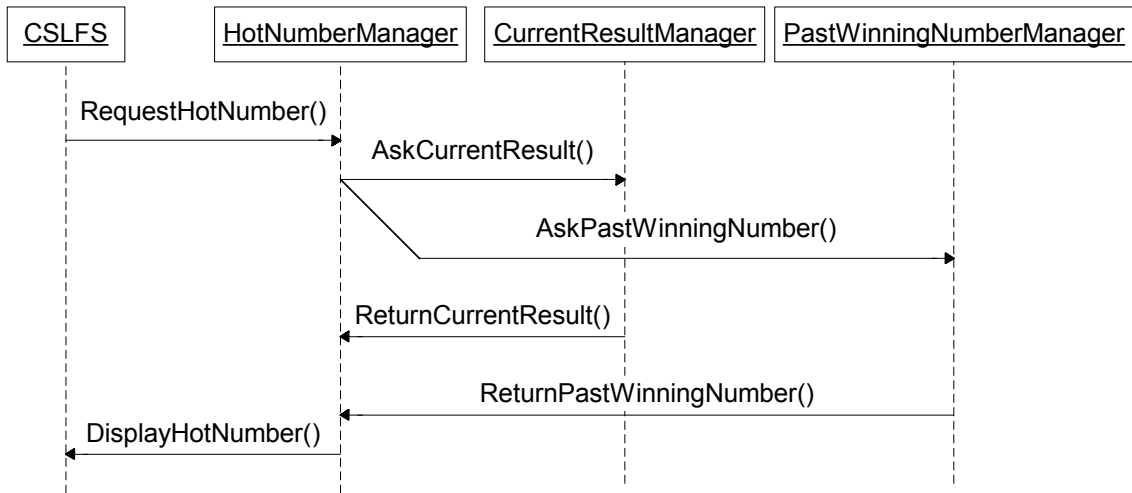 CSLFS
HotNumberManager
CurrentResultManager
PastWinningNumberManager
RequestHotNumber()
AskCurrentResult()
AskPastWinningNumber()
ReturnCurrentResult()
ReturnPastWinningNumber()
DisplayHotNumber()